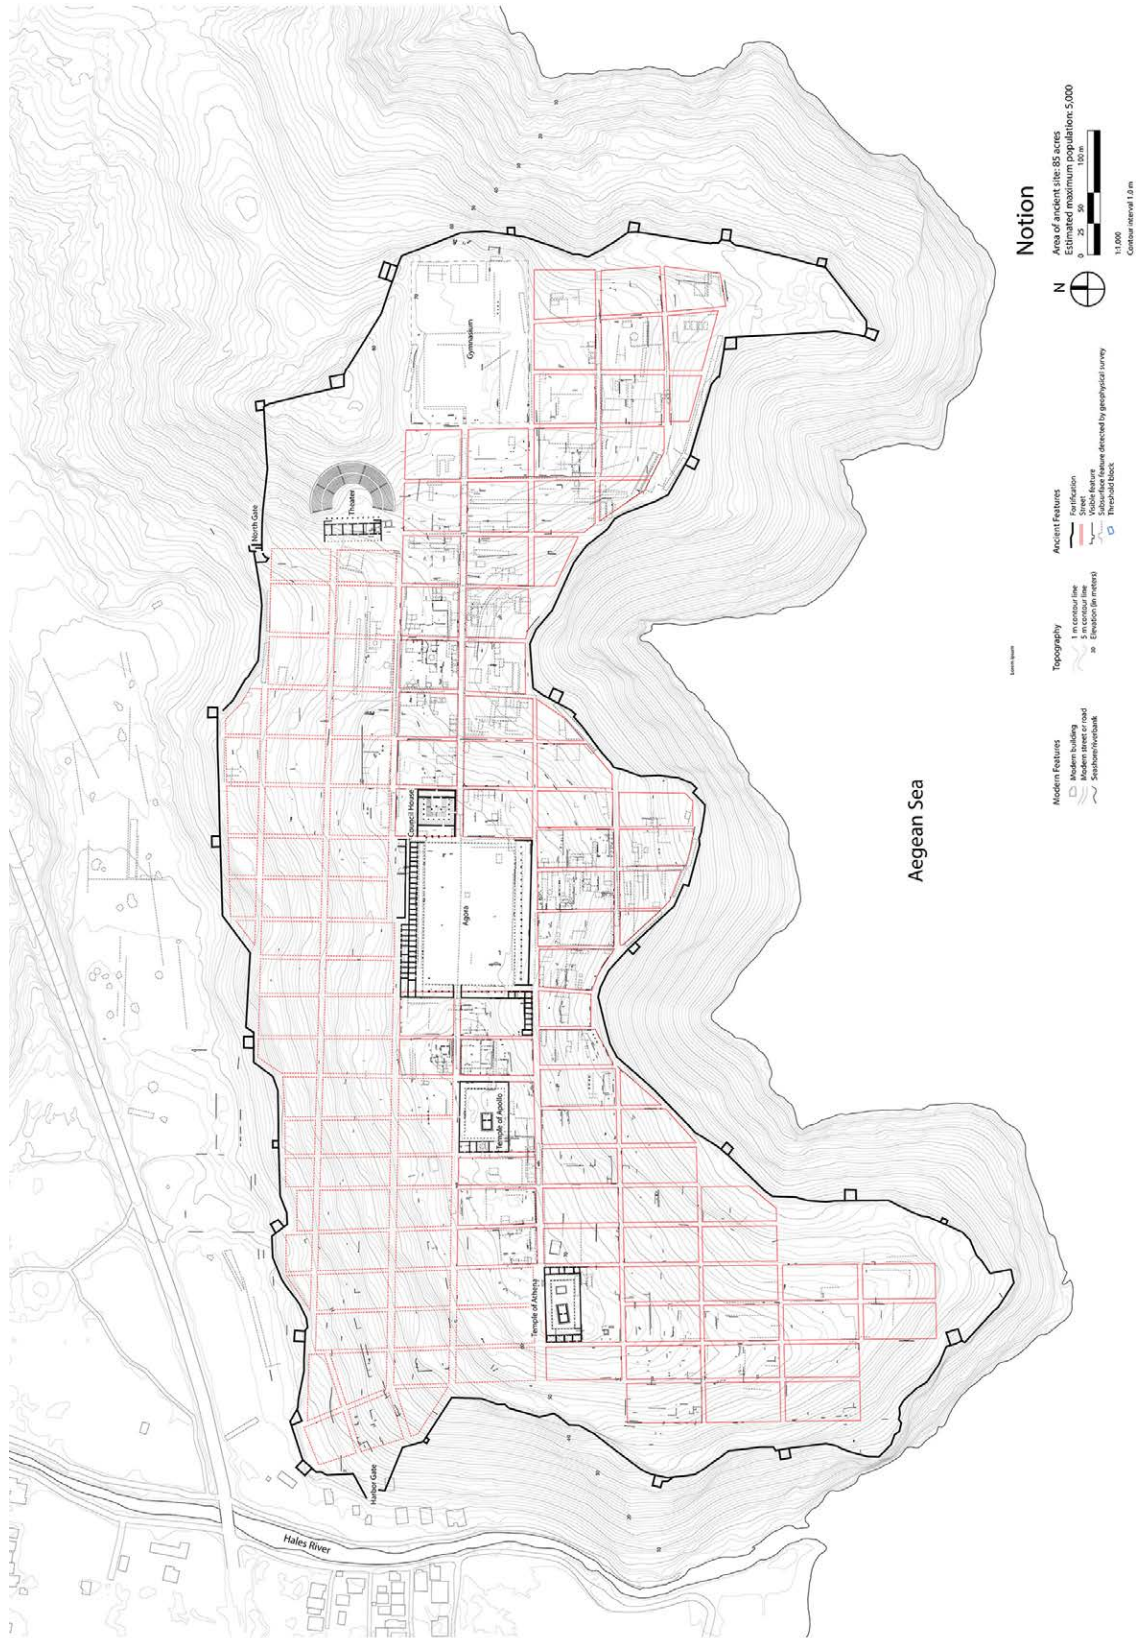 Notion
Area of ancient site: 85 acres
Estimated maximum population: 5,000
N
0 25 50 100 m
1:1,000
Contour interval 1.0 m
Ancient Features
Fortification
Street
Visible feature
Subsurface feature detected by geophysical survey
Threshold block
Topography
1 m contour line
5 m contour line
Elevation (in meters)
Modern Features
Modern building
Modern street or road
Seashore/riverbank
Lorem ipsum
Aegean Sea
Hales River
Harbor Gate
North Gate
Theater
Gymnasium
Council House
Agora
Temple of Apollo
Temple of Athena